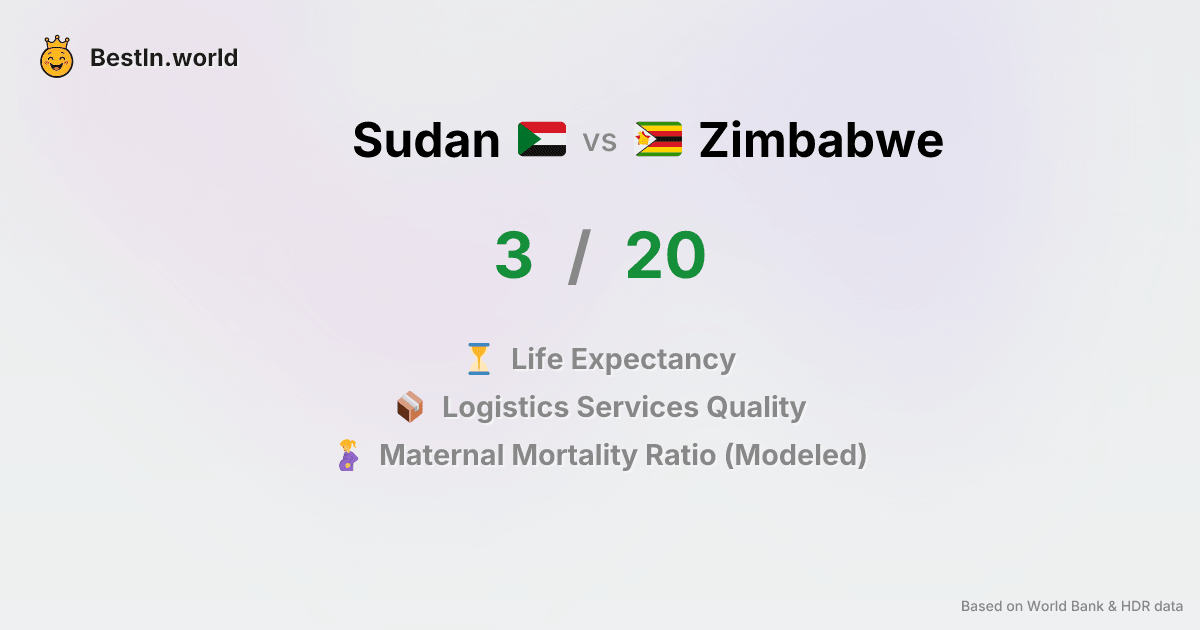 BestIn.world
Sudan vs Zimbabwe
3 / 20
Life Expectancy
Logistics Services Quality
Maternal Mortality Ratio (Modeled)
Based on World Bank & HDR data